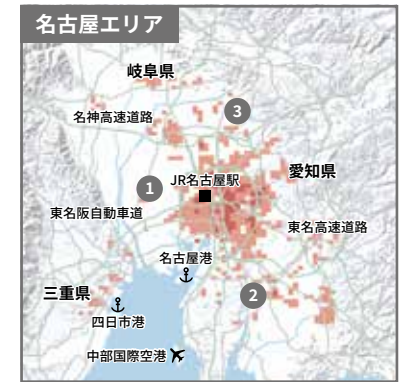 名古屋エリア
岐阜県
3
名神高速道路
愛知県
JR名古屋駅
1
東名阪自動車道
東名高速道路
名古屋港
三重県
2
四日市港
中部国際空港